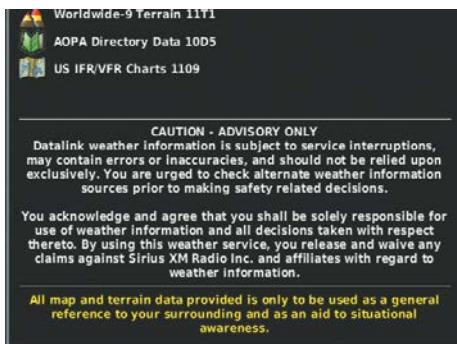 Worldwide-9 Terrain 11T1
AOPA Directory Data 10D5
US IFR/VFR Charts 1109
CAUTION - ADVISORY ONLY
Datalink weather information is subject to service interruptions,
may contain errors or inaccuracies, and should not be relied upon
exclusively. You are urged to check alternate weather information
sources prior to making safety related decisions.
You acknowledge and agree that you shall be solely responsible for
use of weather information and all decisions taken with respect
thereto. By using this weather service, you release and waive any
claims against Sirius XM Radio Inc. and affiliates with regard to
weather information.
All map and terrain data provided is only to be used as a general
reference to your surrounding and as an aid to situational
awareness.